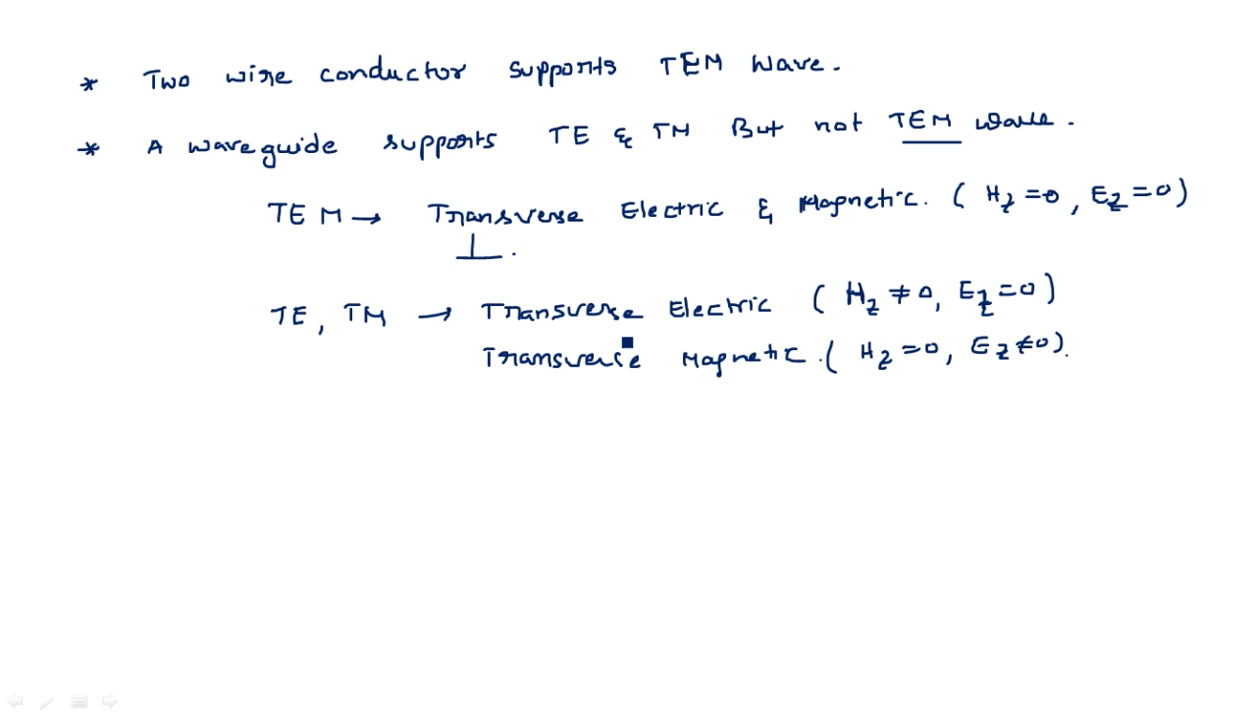 * Two wire conductor supports TEM Wave.
* A waveguide supports TE & TM But not TEM wave.
TEM → Transverse Electric & Magnetic. ( Hz = 0, Ez = 0 )
⊥.
TE, TM → Transverse Electric ( Hz ≠ 0, Ez = 0 )
Transverse Magnetic. ( Hz = 0, Ez ≠ 0 ).